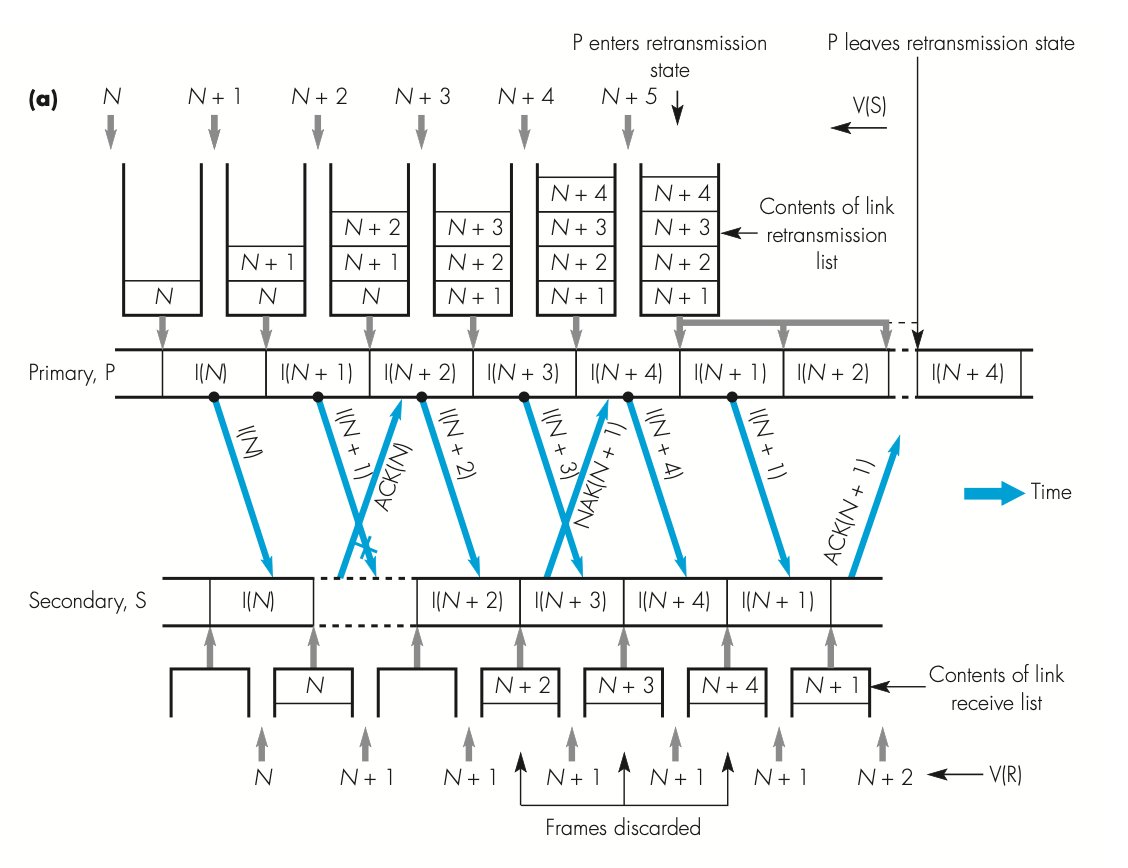 P enters retransmission
state
P leaves retransmission state
(a)
N
N + 1
N + 2
N + 3
N + 4
N + 5
V(S)
N + 4
N + 4
N + 2
N + 3
N + 3
N + 3
N + 1
N + 1
N + 2
N + 2
N + 2
N
N
N
N + 1
N + 1
N + 1
Contents of link
retransmission
list
Primary, P
I(N)
I(N + 1)
I(N + 2)
I(N + 3)
I(N + 4)
I(N + 1)
I(N + 2)
I(N + 4)
I(N)
I(N + 1)
ACK(N)
I(N + 2)
I(N + 3)
NAK(N + 1)
I(N + 4)
I(N + 1)
ACK(N + 1)
Time
Secondary, S
I(N)
I(N + 2)
I(N + 3)
I(N + 4)
I(N + 1)
N
N + 2
N + 3
N + 4
N + 1
Contents of link
receive list
N
N + 1
N + 1
N + 1
N + 1
N + 1
N + 2
V(R)
Frames discarded